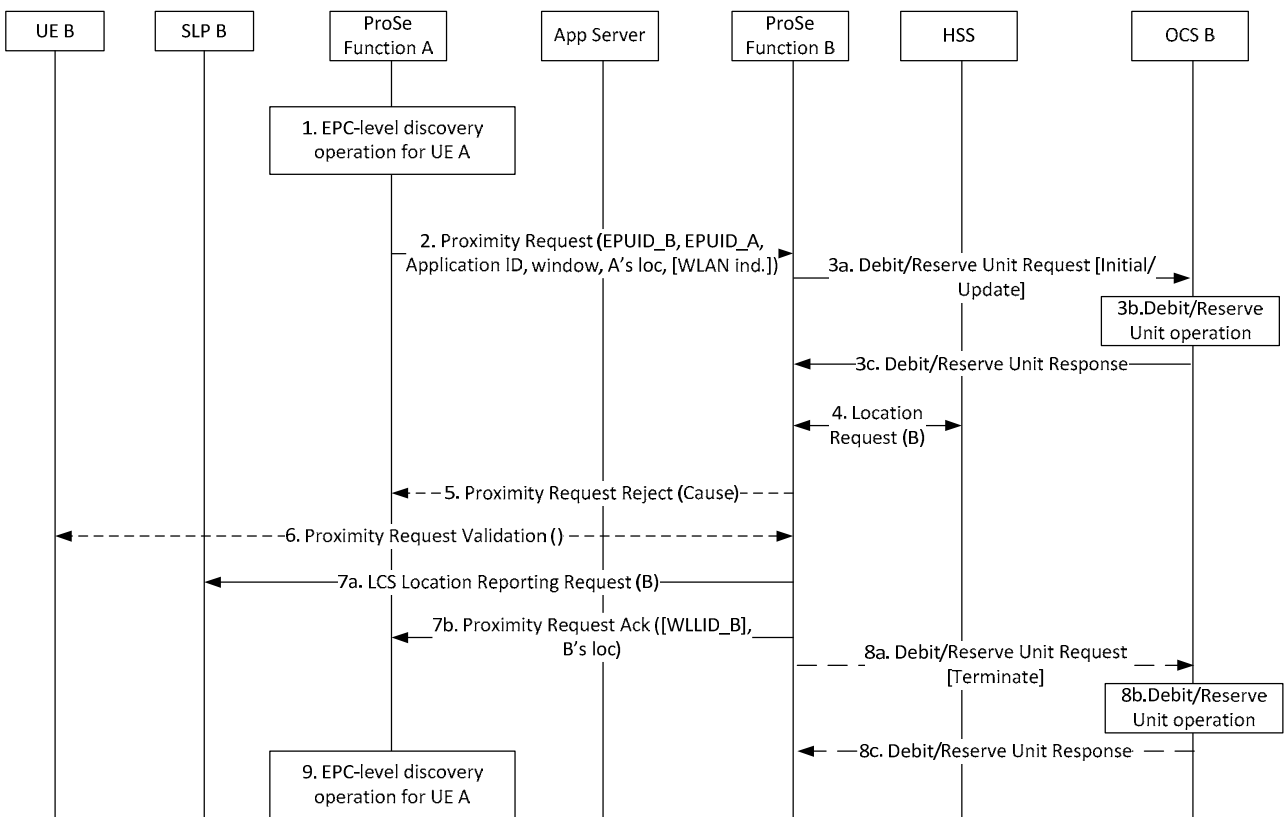 UE B
SLP B
ProSe
Function A
App Server
ProSe
Function B
HSS
OCS B
1. EPC-level discovery
operation for UE A
2. Proximity Request (EPUID_B, EPUID_A,
Application ID, window, A’s loc, [WLAN ind.])
3a. Debit/Reserve Unit Request [Initial/
Update]
3b.Debit/Reserve
Unit operation
3c. Debit/Reserve Unit Response
4. Location
Request (B)
5. Proximity Request Reject (Cause)
6. Proximity Request Validation ()
7a. LCS Location Reporting Request (B)
7b. Proximity Request Ack ([WLLID_B],
B’s loc)
8a. Debit/Reserve Unit Request
[Terminate]
8b.Debit/Reserve
Unit operation
8c. Debit/Reserve Unit Response
9. EPC-level discovery
operation for UE A